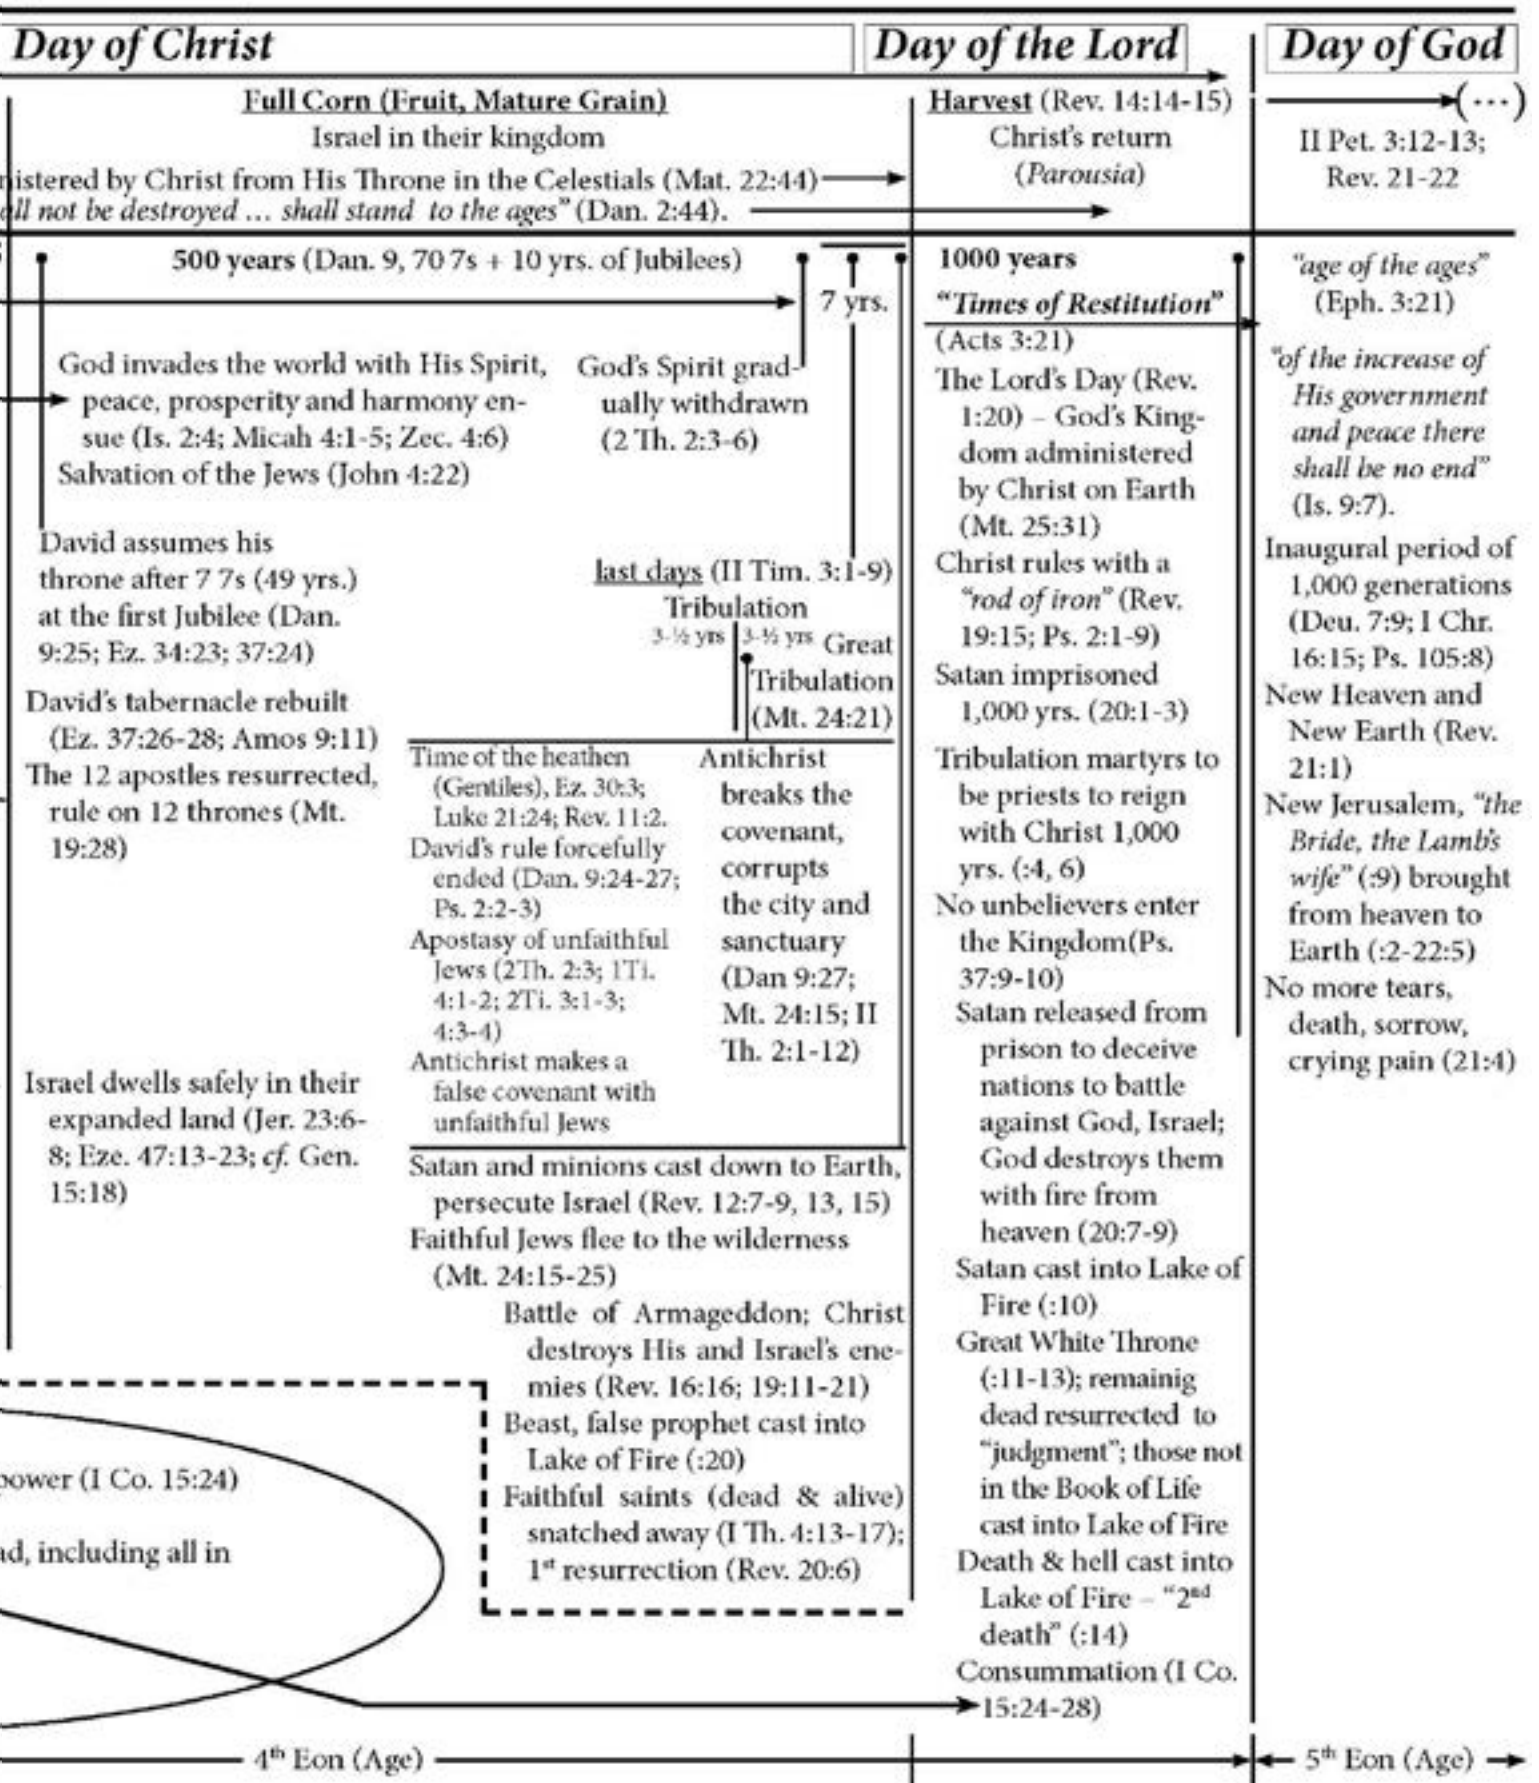 Day of Christ
Day of the Lord
Day of God
Full Corn (Fruit, Mature Grain)
Israel in their kingdom
nistered by Christ from His Throne in the Celestials (Mat. 22:44)
all not be destroyed ... shall stand to the ages” (Dan. 2:44).
Harvest (Rev. 14:14-15)
Christ's return
(Parousia)
(...)
II Pet. 3:12-13;
Rev. 21-22
500 years (Dan. 9, 70 7s + 10 yrs. of Jubilees)
7 yrs.
God invades the world with His Spirit,
peace, prosperity and harmony en-
sue (Is. 2:4; Micah 4:1-5; Zec. 4:6)
Salvation of the Jews (John 4:22)
God's Spirit grad-
ually withdrawn
(2 Th. 2:3-6)
David assumes his
throne after 7 7s (49 yrs.)
at the first Jubilee (Dan.
9:25; Ez. 34:23; 37:24)
David's tabernacle rebuilt
(Ez. 37:26-28; Amos 9:11)
The 12 apostles resurrected,
rule on 12 thrones (Mt.
19:28)
Israel dwells safely in their
expanded land (Jer. 23:6-
8; Eze. 47:13-23; cf. Gen.
15:18)
last days (II Tim. 3:1-9)
Tribulation
3-½ yrs
3-½ yrs Great
Tribulation
(Mt. 24:21)
Time of the heathen
(Gentiles), Ez. 30:3;
Luke 21:24; Rev. 11:2.
David's rule forcefully
ended (Dan. 9:24-27;
Ps. 2:2-3)
Apostasy of unfaithful
Jews (2Th. 2:3; 1Ti.
4:1-2; 2Ti. 3:1-3;
4:3-4)
Antichrist makes a
false covenant with
unfaithful Jews
Antichrist
breaks the
covenant,
corrupts
the city and
sanctuary
(Dan 9:27;
Mt. 24:15; II
Th. 2:1-12)
Satan and minions cast down to Earth,
persecute Israel (Rev. 12:7-9, 13, 15)
Faithful Jews flee to the wilderness
(Mt. 24:15-25)
Battle of Armageddon; Christ
destroys His and Israel's ene-
mies (Rev. 16:16; 19:11-21)
Beast, false prophet cast into
Lake of Fire (:20)
Faithful saints (dead & alive)
snatched away (I Th. 4:13-17);
1st resurrection (Rev. 20:6)
power (I Co. 15:24)
ad, including all in
1000 years
“Times of Restitution”
(Acts 3:21)
The Lord's Day (Rev.
1:20) – God's King-
dom administered
by Christ on Earth
(Mt. 25:31)
Christ rules with a
“rod of iron” (Rev.
19:15; Ps. 2:1-9)
Satan imprisoned
1,000 yrs. (20:1-3)
Tribulation martyrs to
be priests to reign
with Christ 1,000
yrs. (:4, 6)
No unbelievers enter
the Kingdom(Ps.
37:9-10)
Satan released from
prison to deceive
nations to battle
against God, Israel;
God destroys them
with fire from
heaven (20:7-9)
Satan cast into Lake of
Fire (:10)
Great White Throne
(:11-13); remainig
dead resurrected to
“judgment”; those not
in the Book of Life
cast into Lake of Fire
Death & hell cast into
Lake of Fire – “2nd
death” (:14)
Consummation (I Co.
15:24-28)
“age of the ages”
(Eph. 3:21)
“of the increase of
His government
and peace there
shall be no end”
(Is. 9:7).
Inaugural period of
1,000 generations
(Deu. 7:9; I Chr.
16:15; Ps. 105:8)
New Heaven and
New Earth (Rev.
21:1)
New Jerusalem, “the
Bride, the Lamb's
wife” (:9) brought
from heaven to
Earth (:2-22:5)
No more tears,
death, sorrow,
crying pain (21:4)
4th Eon (Age)
5th Eon (Age)